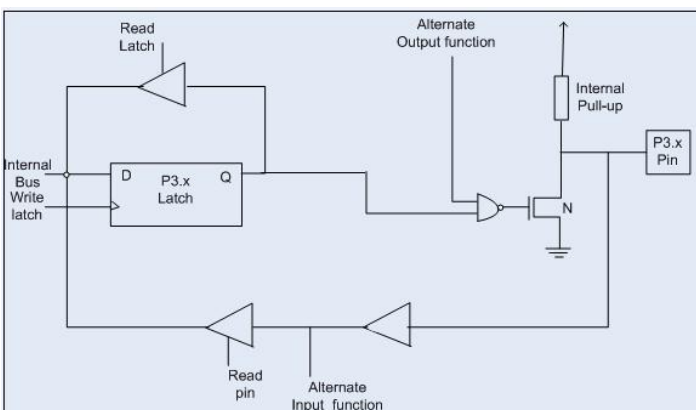 Read
Latch
Alternate
Output function
Internal
Pull-up
P3.x
Pin
Internal
Bus
Write
latch
D
P3.x
Latch
Q
N
Read
pin
Alternate
Input function